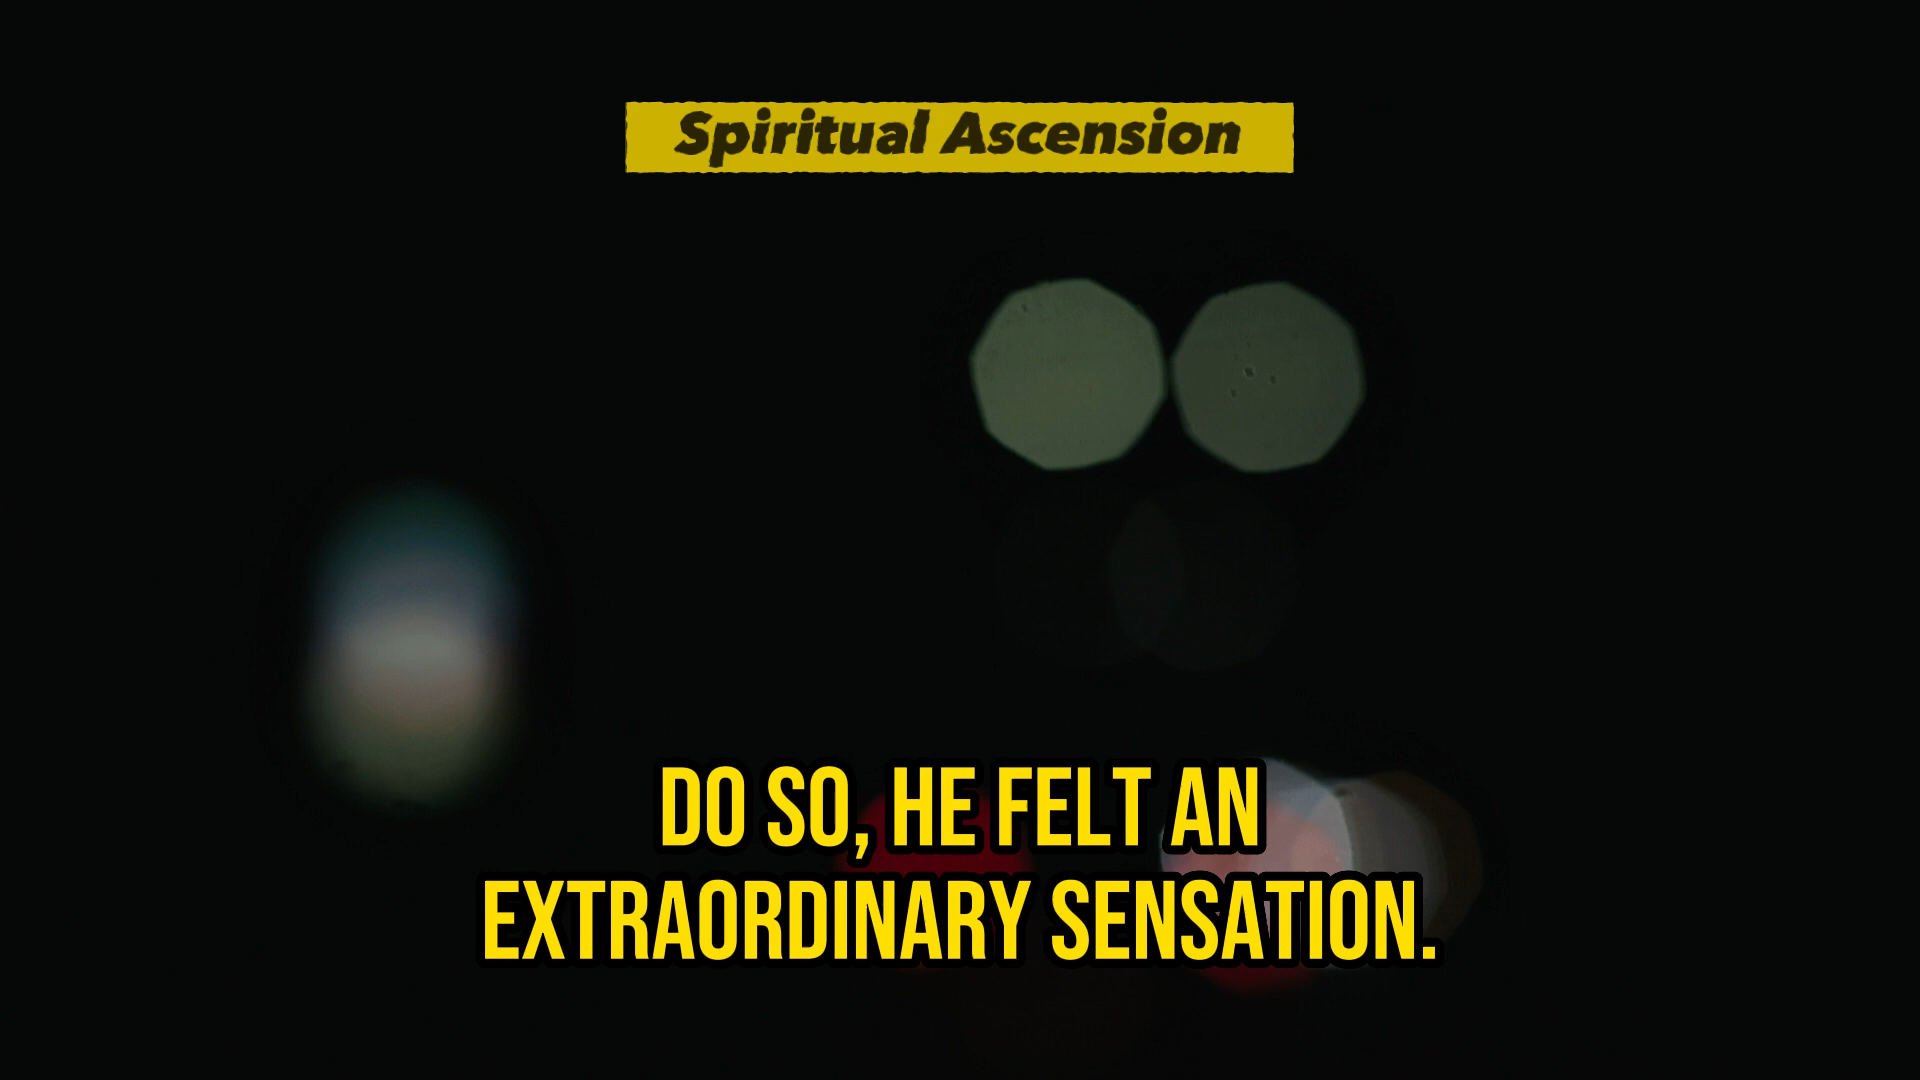 Spiritual Ascension
DO SO, HE FELT AN
EXTRAORDINARY SENSATION.